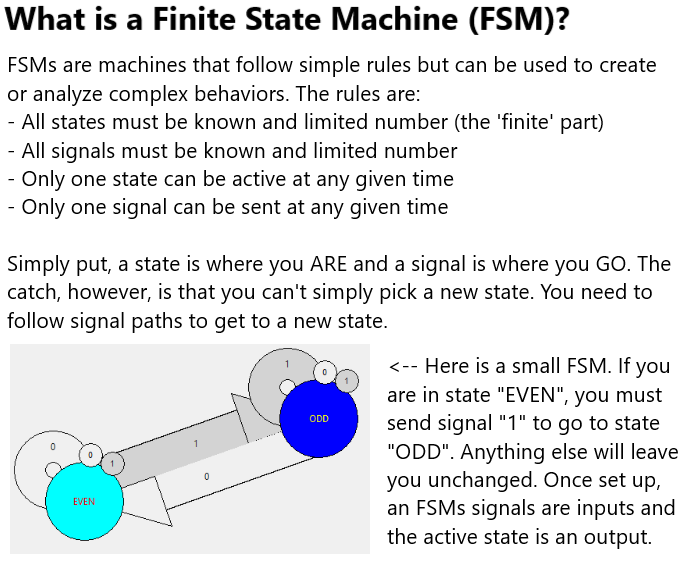 What is a Finite State Machine (FSM)?
FSMs are machines that follow simple rules but can be used to create
or analyze complex behaviors. The rules are:
- All states must be known and limited number (the 'finite' part)
- All signals must be known and limited number
- Only one state can be active at any given time
- Only one signal can be sent at any given time
Simply put, a state is where you ARE and a signal is where you GO. The
catch, however, is that you can't simply pick a new state. You need to
follow signal paths to get to a new state.
1
0
1
ODD
1
0
0
0
1
EVEN
<-- Here is a small FSM. If you
are in state "EVEN", you must
send signal "1" to go to state
"ODD". Anything else will leave
you unchanged. Once set up,
an FSMs signals are inputs and
the active state is an output.